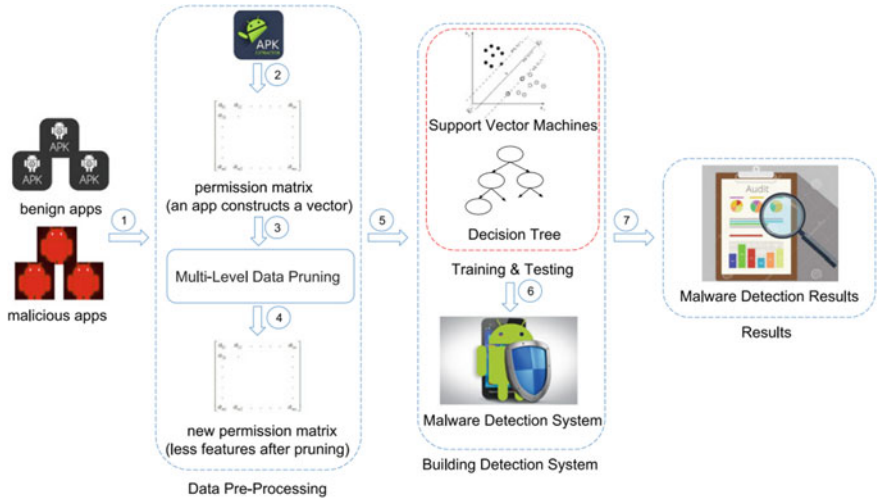 APK
APK
APK
benign apps
malicious apps
1
APK
EXTRACTION
2
permission matrix
(an app constructs a vector)
3
Multi-Level Data Pruning
4
new permission matrix
(less features after pruning)
Data Pre-Processing
5
Support Vector Machines
Decision Tree
Training & Testing
6
Malware Detection System
Building Detection System
7
Audit
Malware Detection Results
Results